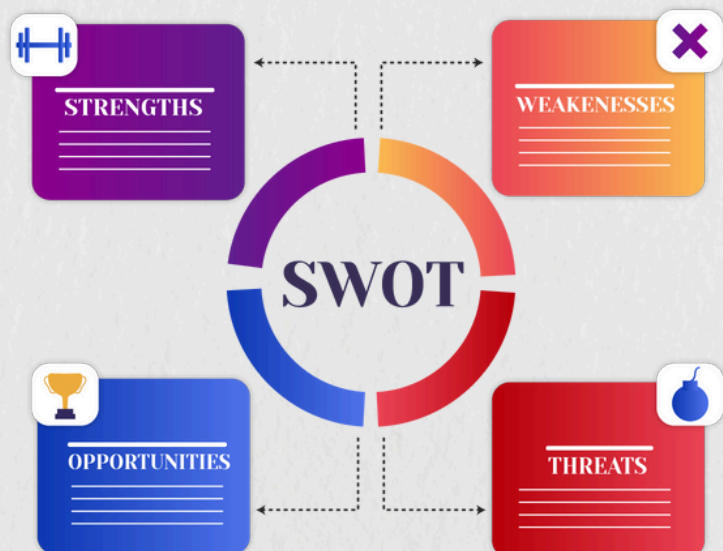 STRENGTHS
WEAKENESSES
SWOT
OPPORTUNITIES
THREATS